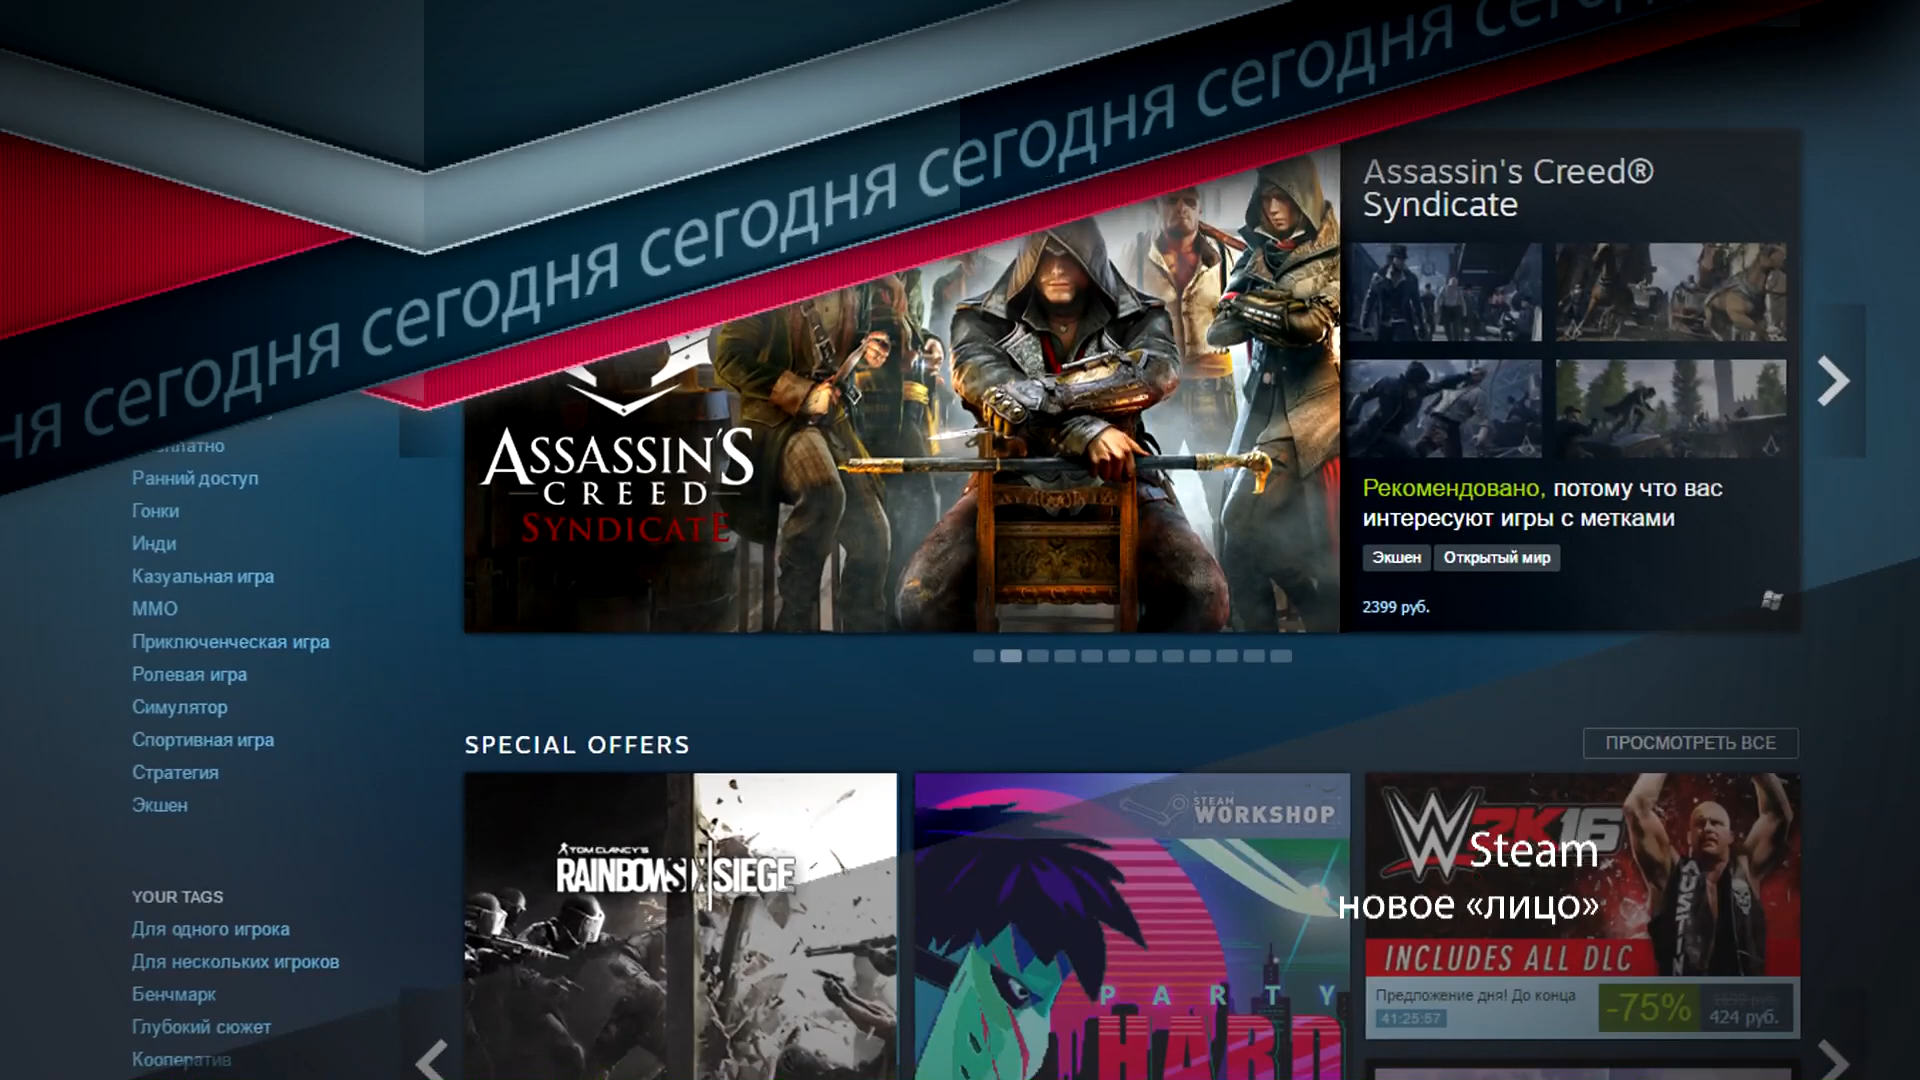 сегодня сегодня сегодня сегодня сегодня
Assassin's Creed®
Syndicate
ASSASSIN'S
CREED
SYNDICATE
Рекомендовано, потому что вас
интересуют игры с метками
Экшен Открытый мир
2399 руб.
Ранний доступ
Гонки
Инди
Казуальная игра
ММО
Приключенческая игра
Ролевая игра
Симулятор
Спортивная игра
Стратегия
Экшен
YOUR TAGS
Для одного игрока
Для нескольких игроков
Бенчмарк
Глубокий сюжет
Кооператив
SPECIAL OFFERS
ПРОСМОТРЕТЬ ВСЕ
TOM CLANCY'S
RAINBOW SIX SIEGE
STEAM
WORKSHOP
PARTY
HARD
W 2K16
Steam
новое «лицо»
INCLUDES ALL DLC
Предложение дня! До конца
41:25:57
-75%
424 руб.